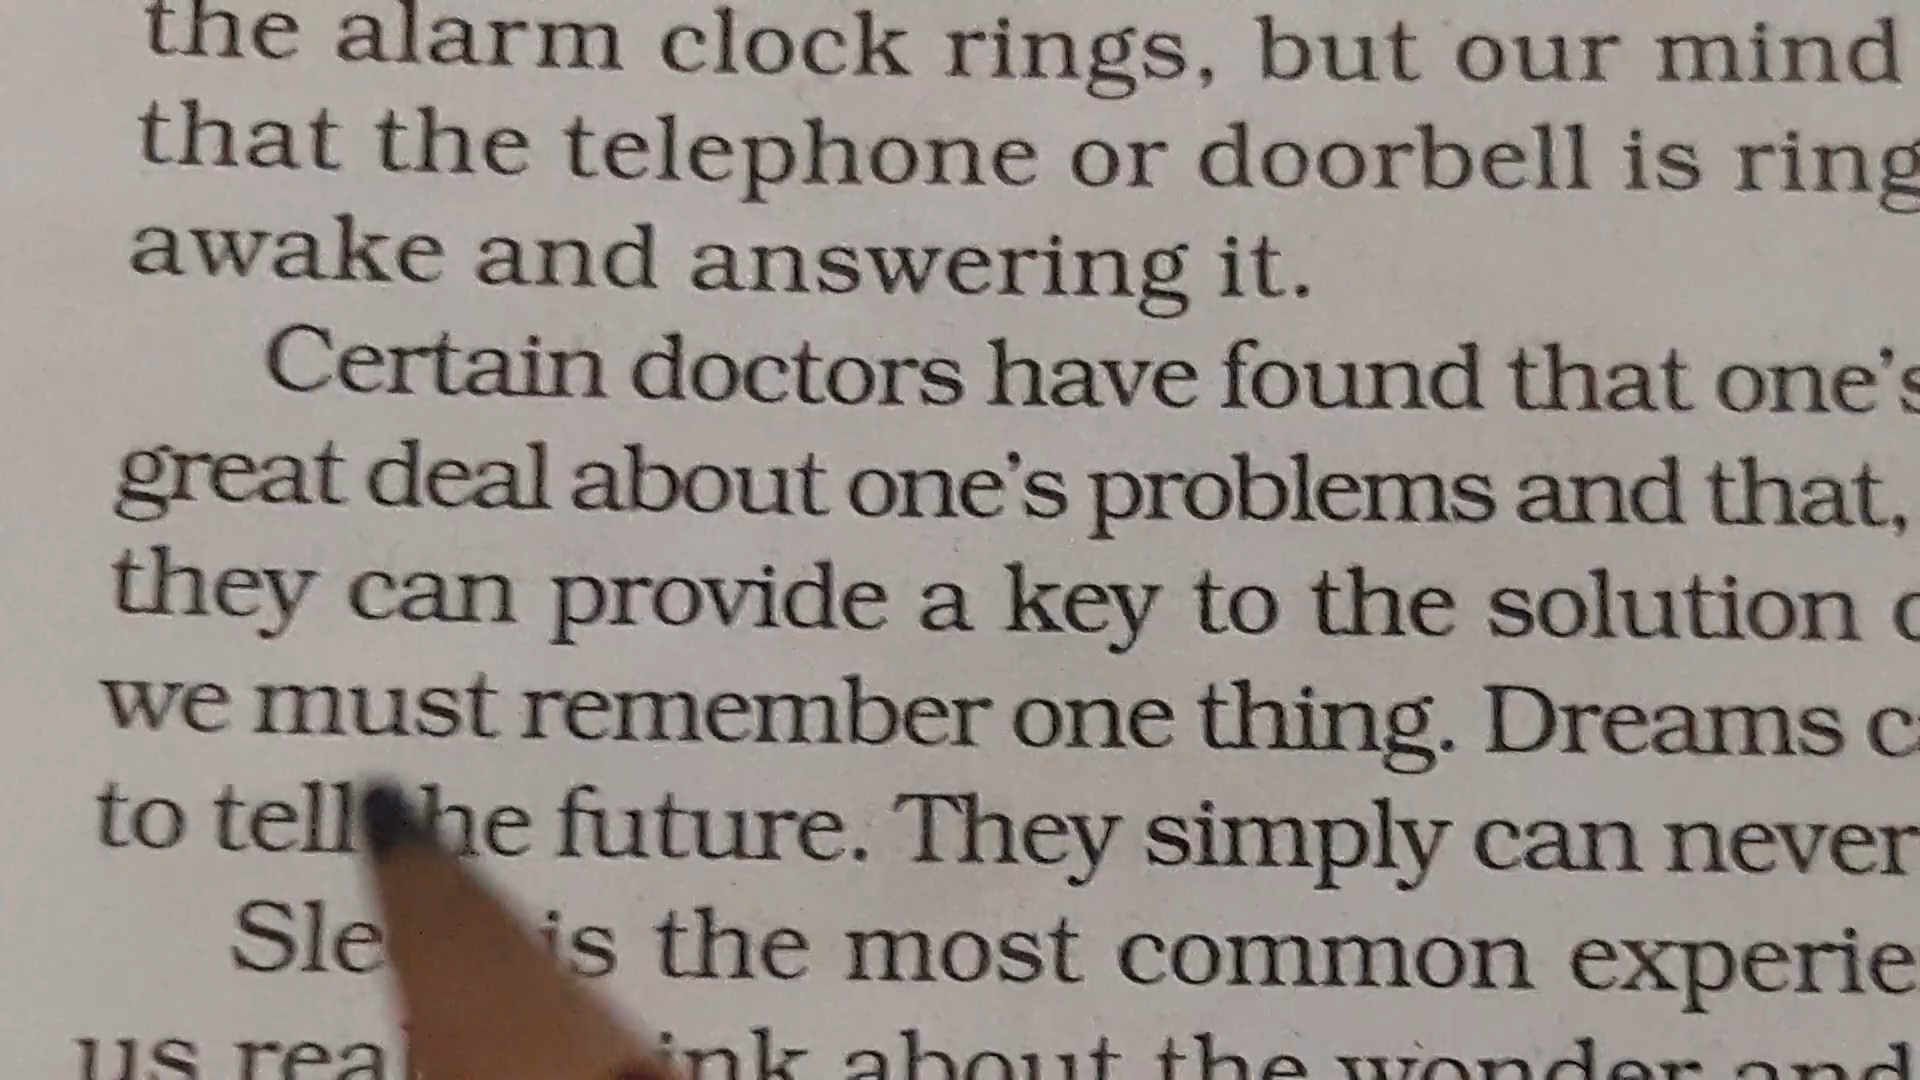 the alarm clock rings, but our mind
that the telephone or doorbell is ring
awake and answering it.
Certain doctors have found that one's
great deal about one's problems and that,
they can provide a key to the solution
we must remember one thing. Dreams
to tell he future. They simply can never
Sle is the most common experie
us rea ink about the wonder and